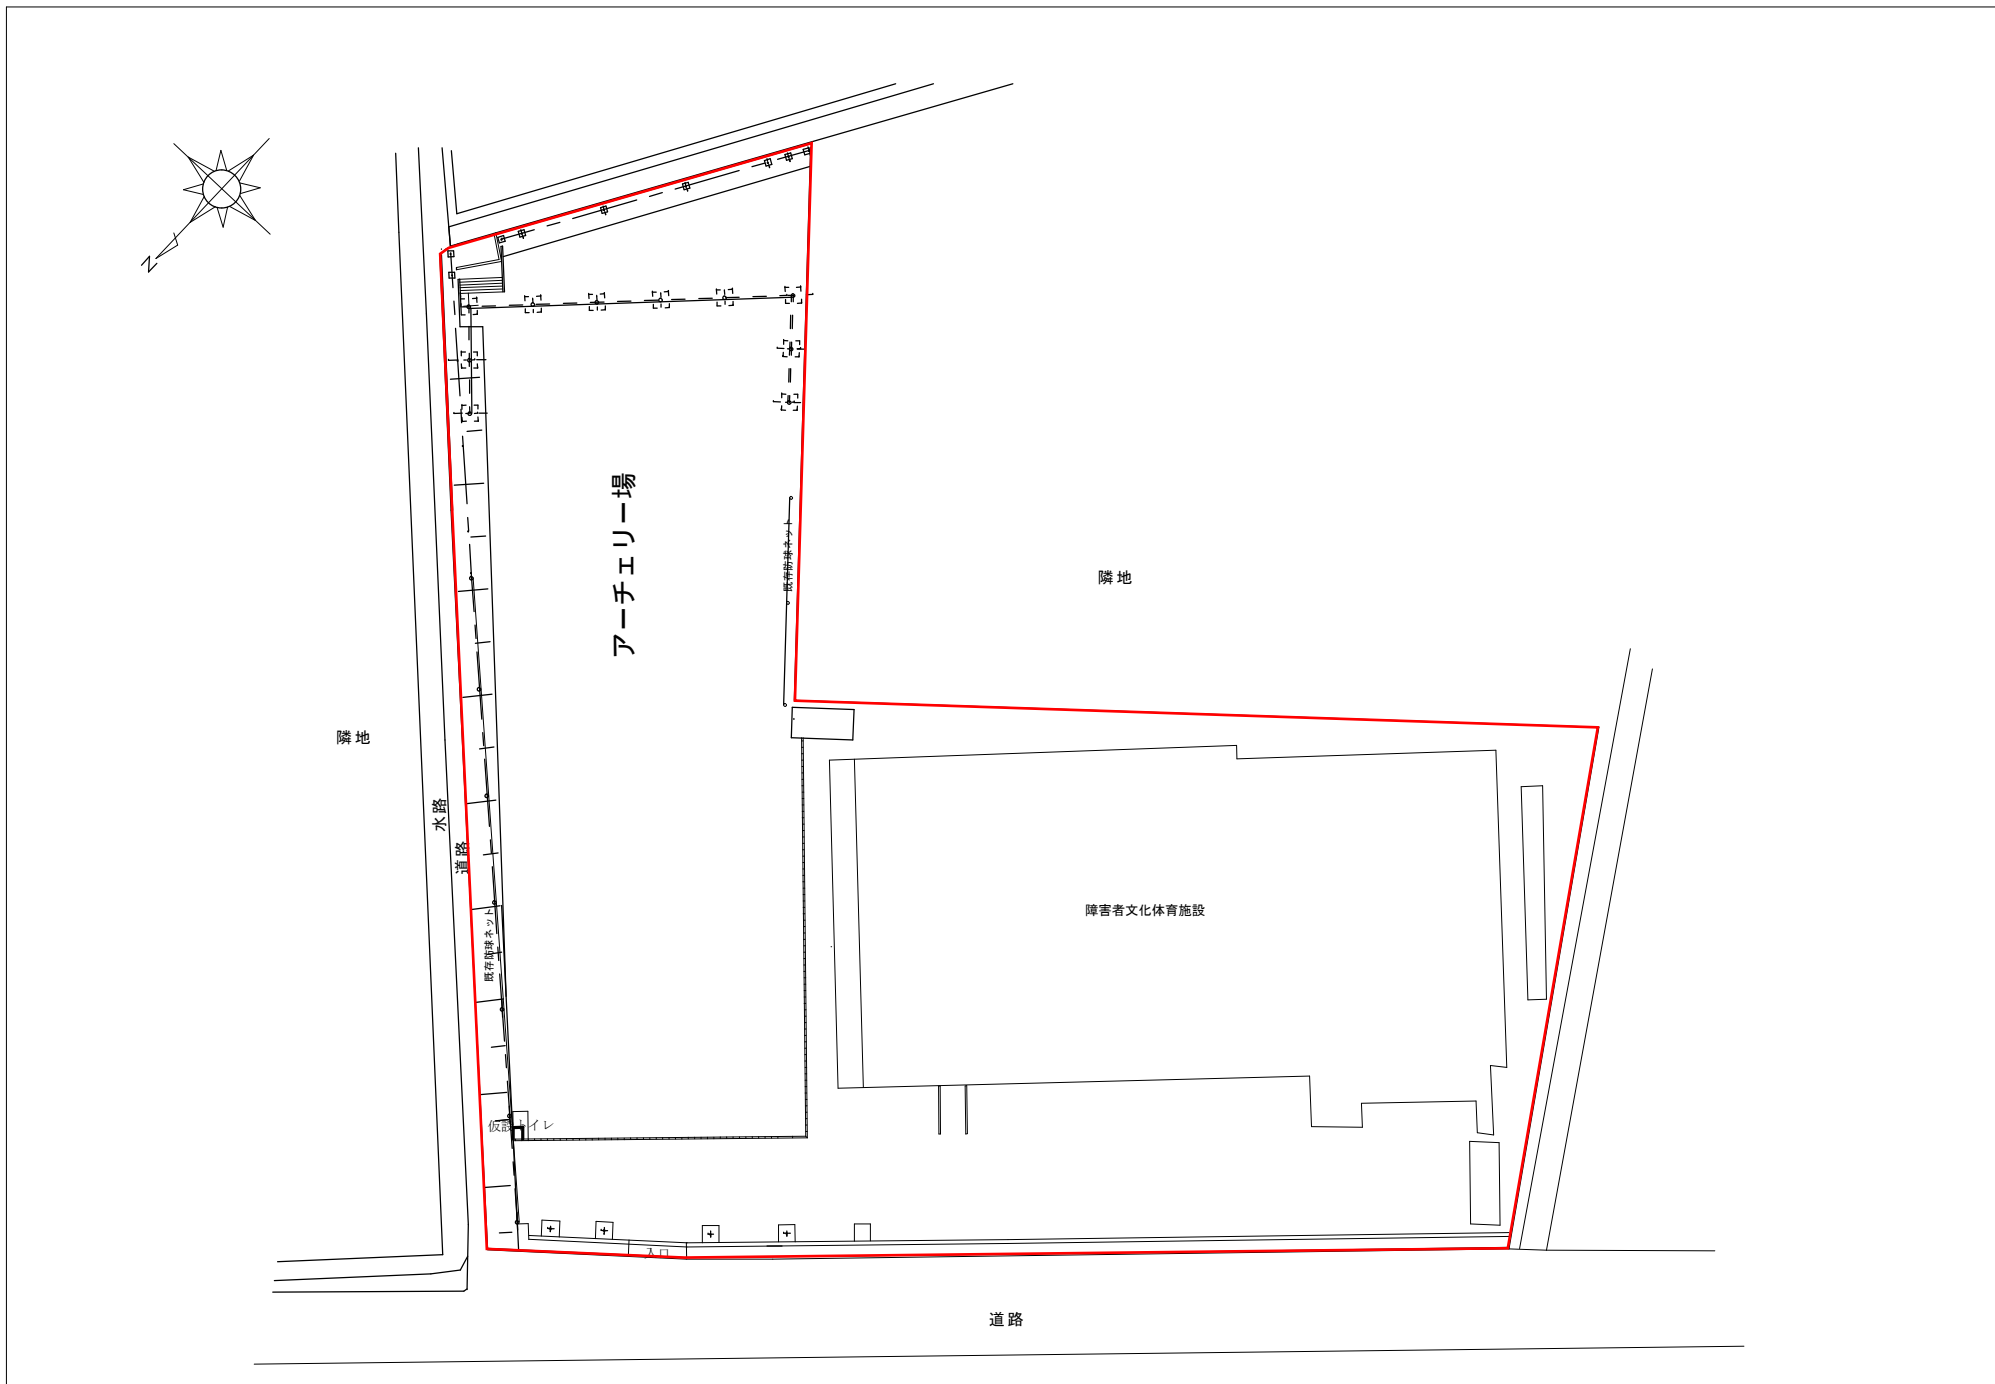 N
アーチェリー場
既存防球ネット
隣地
隣地
水路
道路
既存防球ネット
障害者文化体育施設
仮設トイレ
入口
道路